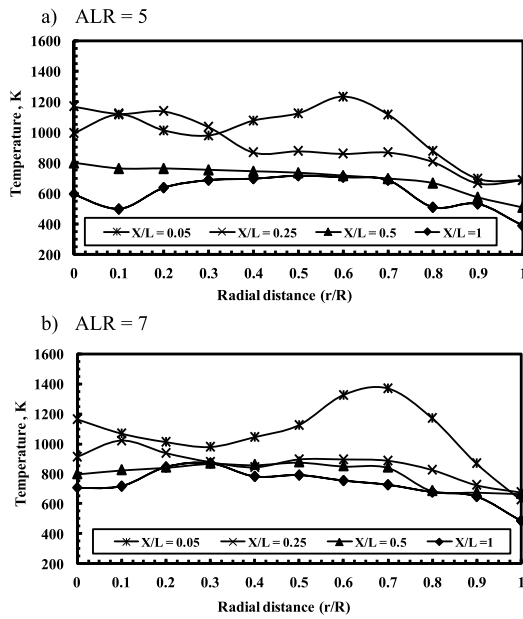 a) ALR = 5
1600
1400
1200
1000
800
600
400
200
Temperature , K
X/L = 0.05 X/L = 0.25 X/L = 0.5 X/L =1
0 0.1 0.2 0.3 0.4 0.5 0.6 0.7 0.8 0.9 1
Radial distance (r/R)
b) ALR = 7
1600
1400
1200
1000
800
600
400
200
Temperature , K
X/L = 0.05 X/L = 0.25 X/L = 0.5 X/L =1
0 0.1 0.2 0.3 0.4 0.5 0.6 0.7 0.8 0.9 1
Radial distance (r/R)